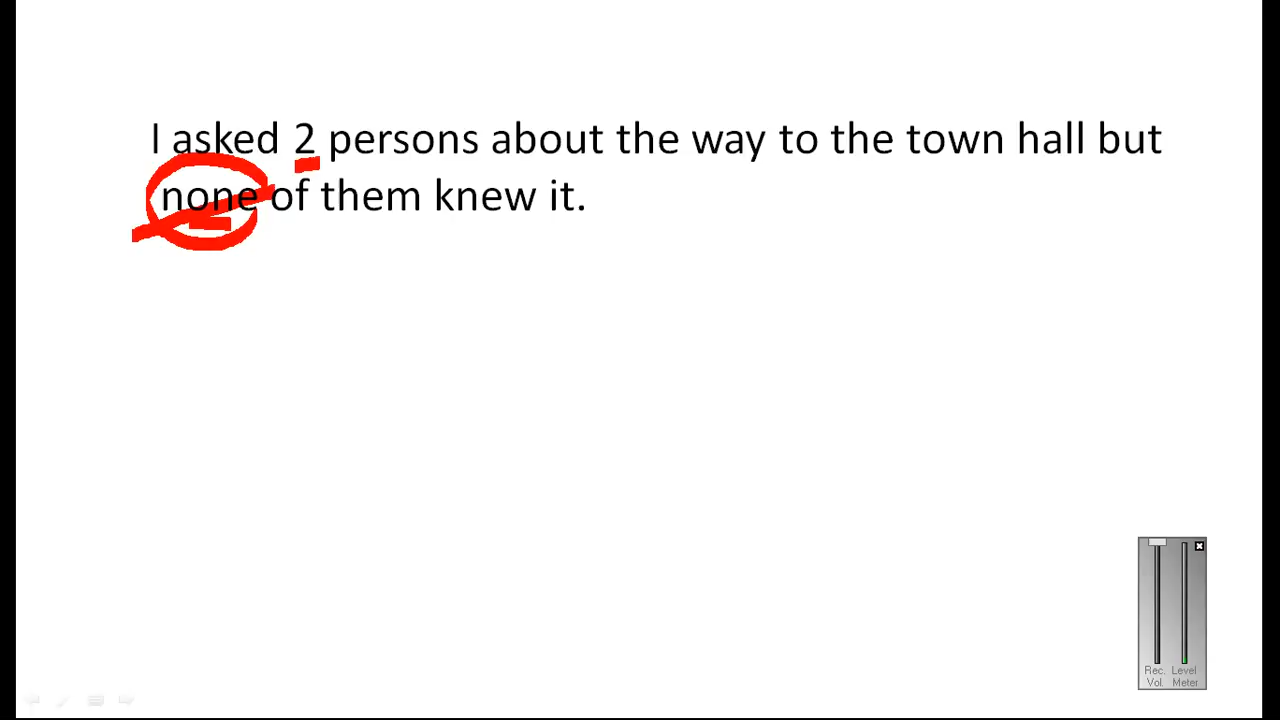 I asked 2 persons about the way to the town hall but
none of them knew it.
Rec. Level
Vol. Meter